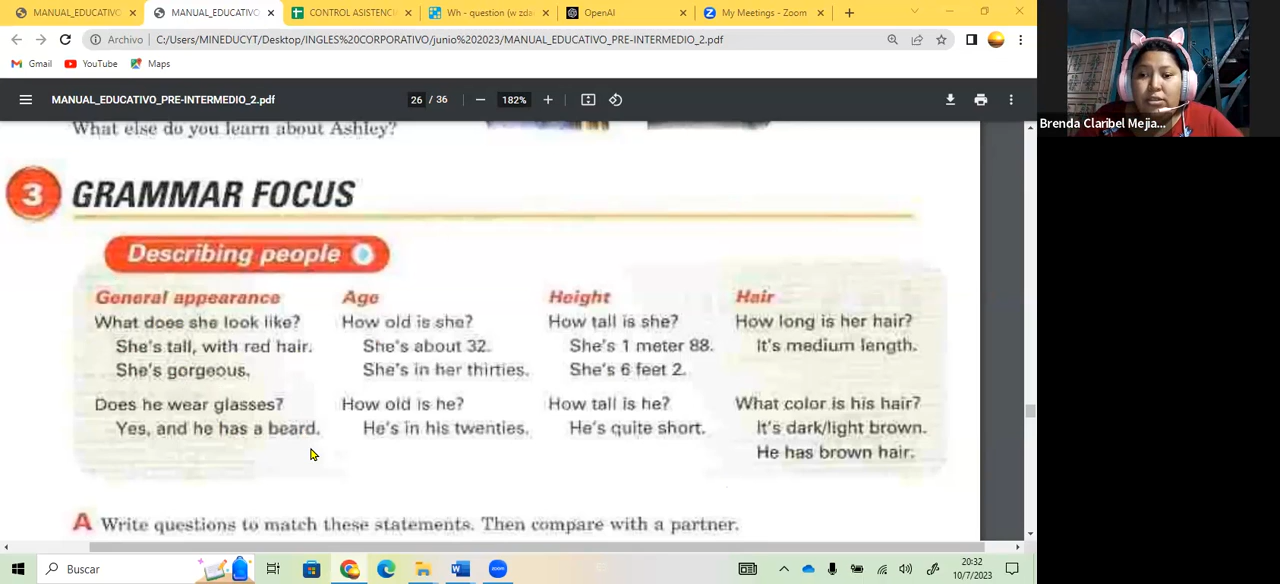 MANUAL_EDUCATIVO
MANUAL_EDUCATIVO
CONTROL ASISTENCI
Wh - question (w zda
OpenAI
My Meetings - Zoom
Archivo
C:/Users/MINEDUCYT/Desktop/INGLES%20CORPORATIVO/junio%202023/MANUAL_EDUCATIVO_PRE-INTERMEDIO_2.pdf
Gmail
YouTube
Maps
MANUAL_EDUCATIVO_PRE-INTERMEDIO_2.pdf
26 / 36
182%
Brenda Claribel Mejia...
What else do you learn about Ashley?
3 GRAMMAR FOCUS
Describing people
General appearance
What does she look like?
She's tall, with red hair.
She's gorgeous.
Does he wear glasses?
Yes, and he has a beard.
Age
How old is she?
She's about 32.
She's in her thirties.
How old is he?
He's in his twenties.
Height
How tall is she?
She's 1 meter 88.
She's 6 feet 2.
How tall is he?
He's quite short.
Hair
How long is her hair?
It's medium length.
What color is his hair?
It's dark/light brown.
He has brown hair.
A Write questions to match these statements. Then compare with a partner.
Buscar
zoom
20:32
10/7/2023